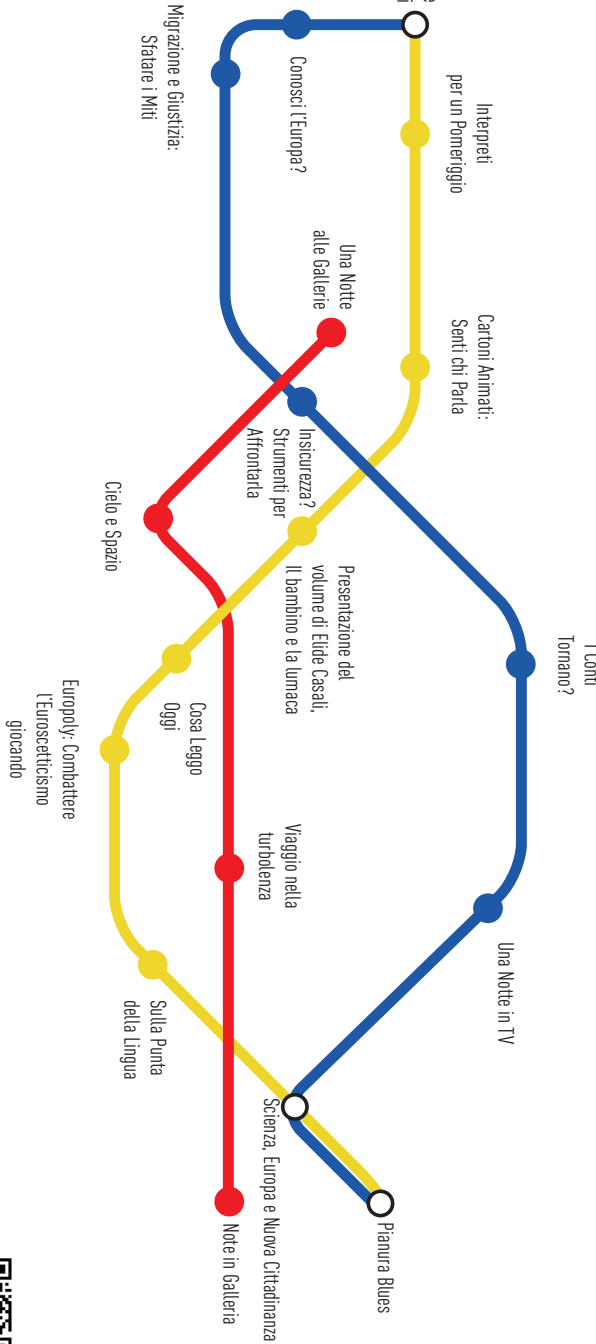 Interpreti
per un Pomeriggio
Conosci l'Europa?
Migrazione e Giustizia:
Sfatare i Miti
Una Notte
alle Gallerie
Cartoni Animati:
Senti chi Parla
Insicurezza?
Strumenti per
Affrontarla
Cielo e Spazio
Presentazione del
volume di Elide Casali,
Il bambino e la lumaca
I Conti
Tornano?
Cosa Leggo
Oggi
Europoly: Combattere
l'Euroscetticismo
giocando
Viaggio nella
turbolenza
Una Notte in TV
Sulla Punta
della Lingua
Scienza, Europa e Nuova Cittadinanza
Pianura Blues
Note in Galleria